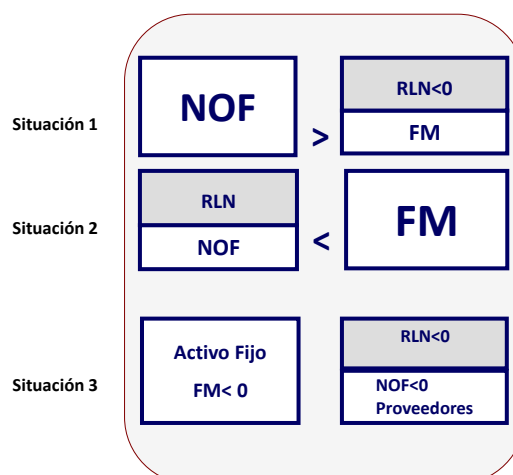 Situación 1
NOF
>
RLN<0
FM
Situación 2
RLN
NOF
<
FM
Situación 3
Activo Fijo
FM< 0
RLN<0
NOF<0
Proveedores